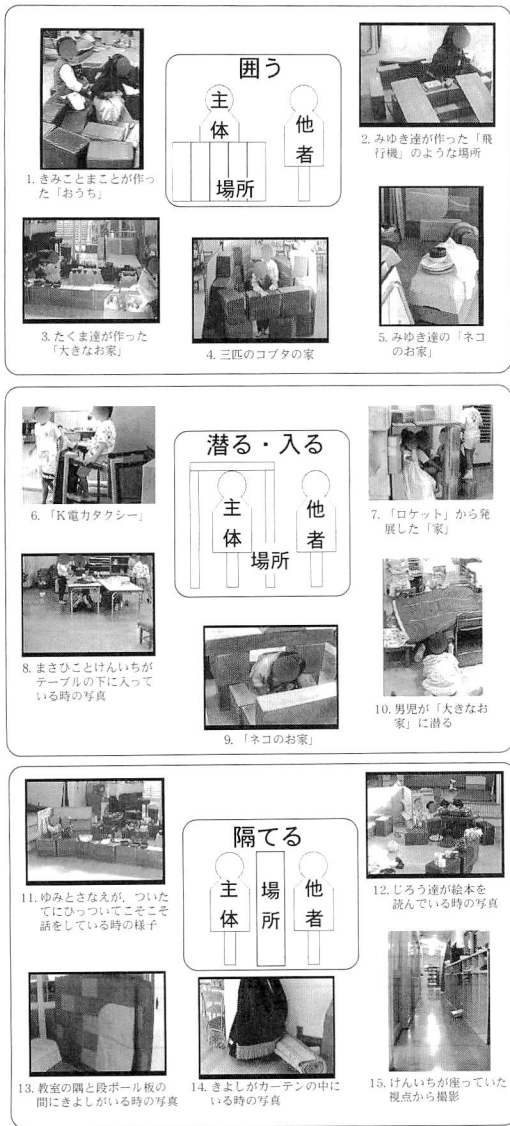 囲う
主体
他者
場所
1. きみことまことが作っ
た「おうち」
2. みゆき達が作った「飛
行機」のような場所
3. たくま達が作った
「大きなお家」
4. 三匹のコブタの家
5. みゆき達の「ネコ
のお家」
潜る・入る
主体
他者
場所
6. 「K電力タクシー」
7. 「ロケット」から発
展した「家」
8. まさひことけんいちが
テーブルの下に入って
いる時の写真
9. 「ネコのお家」
10. 男児が「大きなお
家」に潜る
隔てる
主体
場所
他者
11. ゆみとさなえが，ついた
てにひっついてこそこそ
話をしている時の様子
12. じろう達が絵本を
読んでいる時の写真
13. 教室の隅と段ボール板の
間にきよしがいる時の写真
14. きよしがカーテンの中に
いる時の写真
15. けんいちが座っていた
視点から撮影